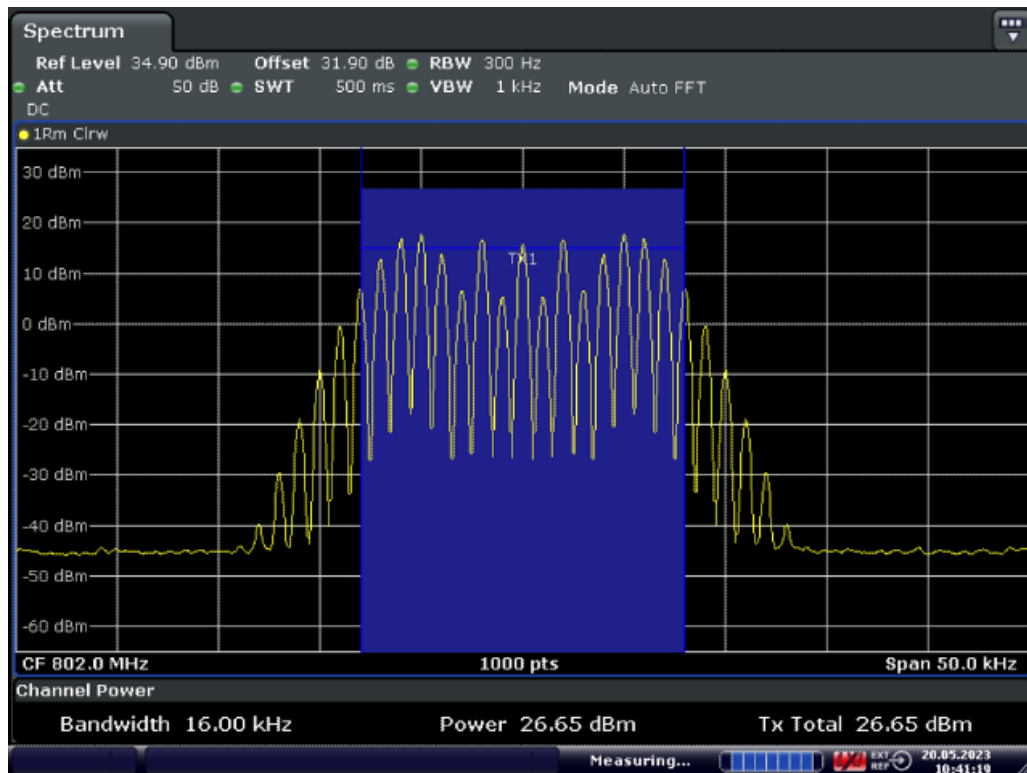 Spectrum
Ref Level 34.90 dBm Offset 31.90 dB RBW 300 Hz
Att 50 dB SWT 500 ms VBW 1 kHz Mode Auto FFT
DC
1Rm Clrw
30 dBm
20 dBm
TX1
10 dBm
0 dBm
-10 dBm
-20 dBm
-30 dBm
-40 dBm
-50 dBm
-60 dBm
CF 802.0 MHz 1000 pts Span 50.0 kHz
Channel Power
Bandwidth 16.00 kHz Power 26.65 dBm Tx Total 26.65 dBm
Measuring... EXT REF 20.05.2023
10:41:19